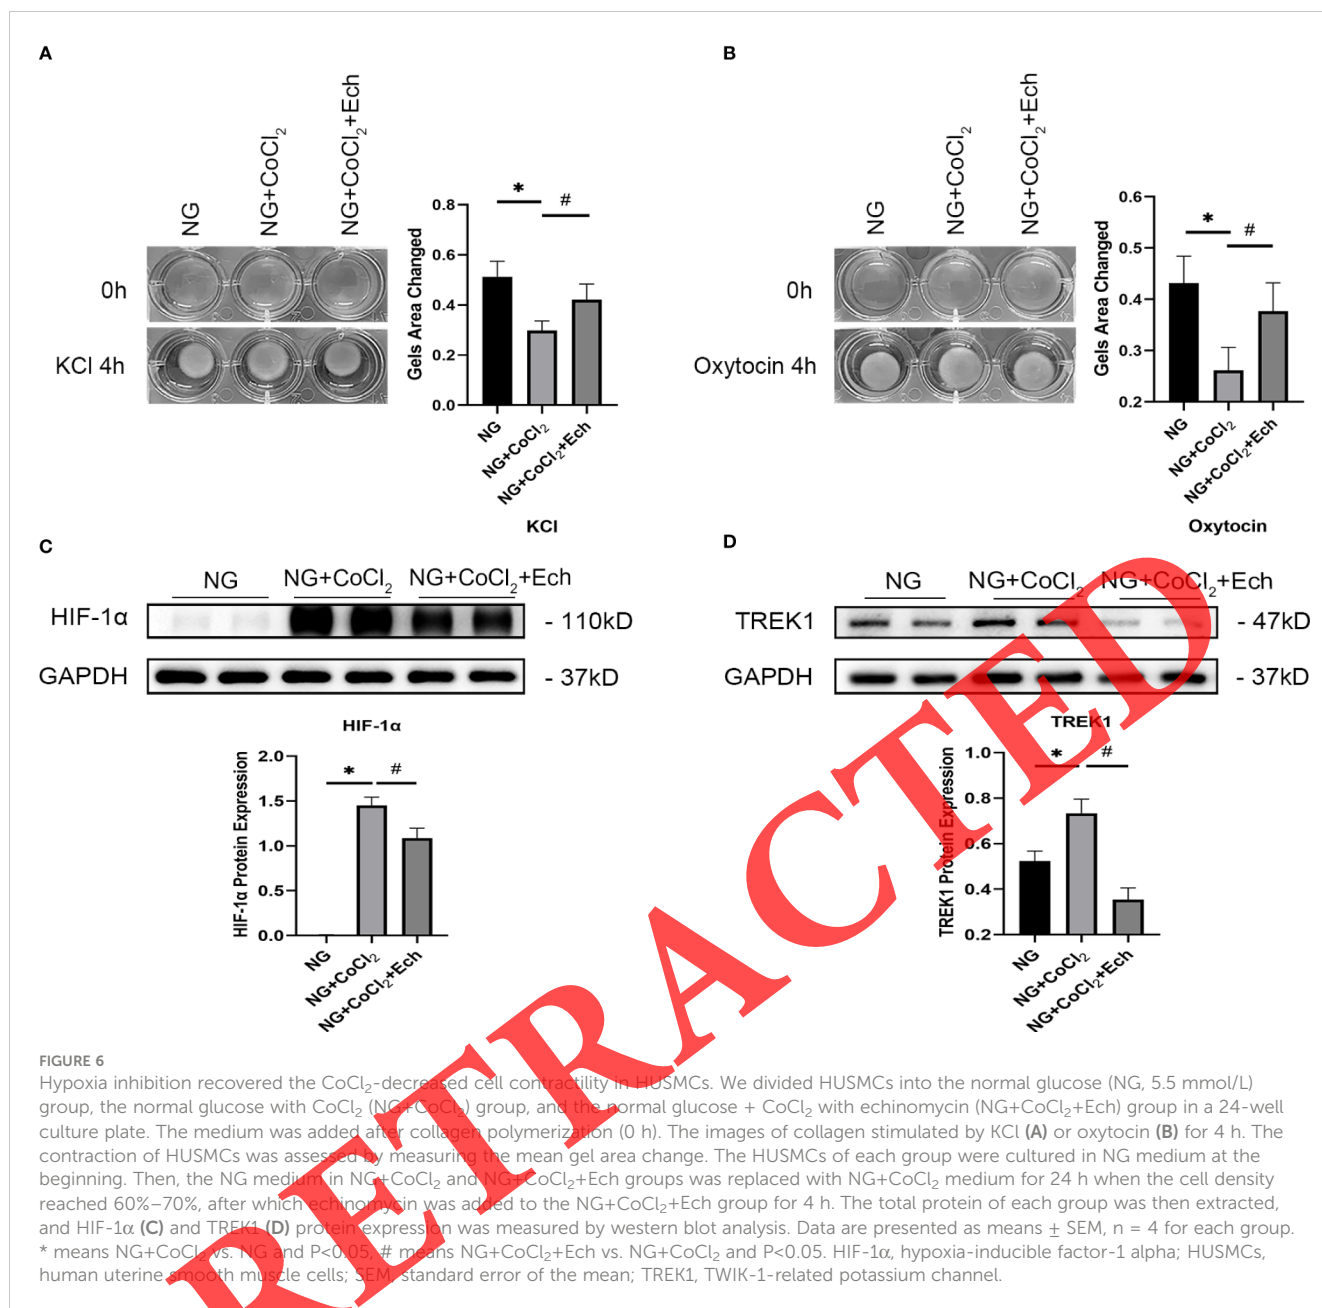 A
NG
NG+CoCl2
NG+CoCl2+Ech
0h
KCl 4h
Gels Area Changed
0.8
0.6
0.4
0.2
0.0
*
#
NG
NG+CoCl2
NG+CoCl2+Ech
KCl
B
NG
NG+CoCl2
NG+CoCl2+Ech
0h
Oxytocin 4h
Gels Area Changed
0.6
0.5
0.4
0.3
0.2
*
#
NG
NG+CoCl2
NG+CoCl2+Ech
Oxytocin
C
NG
NG+CoCl2
NG+CoCl2+Ech
HIF-1α
- 110kD
GAPDH
- 37kD
HIF-1α
HIF-1α Protein Expression
2.0
1.5
1.0
0.5
0.0
*
#
NG
NG+CoCl2
NG+CoCl2+Ech
D
NG
NG+CoCl2
NG+CoCl2+Ech
TREK1
- 47kD
GAPDH
- 37kD
TREK1
TREK1 Protein Expression
1.0
0.8
0.6
0.4
0.2
*
#
NG
NG+CoCl2
NG+CoCl2+Ech
RETRACTED
FIGURE 6
Hypoxia inhibition recovered the CoCl2-decreased cell contractility in HUSMCs. We divided HUSMCs into the normal glucose (NG, 5.5 mmol/L)
group, the normal glucose with CoCl2 (NG+CoCl2) group, and the normal glucose + CoCl2 with echinomycin (NG+CoCl2+Ech) group in a 24-well
culture plate. The medium was added after collagen polymerization (0 h). The images of collagen stimulated by KCl (A) or oxytocin (B) for 4 h. The
contraction of HUSMCs was assessed by measuring the mean gel area change. The HUSMCs of each group were cultured in NG medium at the
beginning. Then, the NG medium in NG+CoCl2 and NG+CoCl2+Ech groups was replaced with NG+CoCl2 medium for 24 h when the cell density
reached 60%–70%, after which echinomycin was added to the NG+CoCl2+Ech group for 4 h. The total protein of each group was then extracted,
and HIF-1α (C) and TREK1 (D) protein expression was measured by western blot analysis. Data are presented as means ± SEM, n = 4 for each group.
* means NG+CoCl2 vs. NG and P<0.05, # means NG+CoCl2+Ech vs. NG+CoCl2 and P<0.05. HIF-1α, hypoxia-inducible factor-1 alpha; HUSMCs,
human uterine smooth muscle cells; SEM, standard error of the mean; TREK1, TWIK-1-related potassium channel.